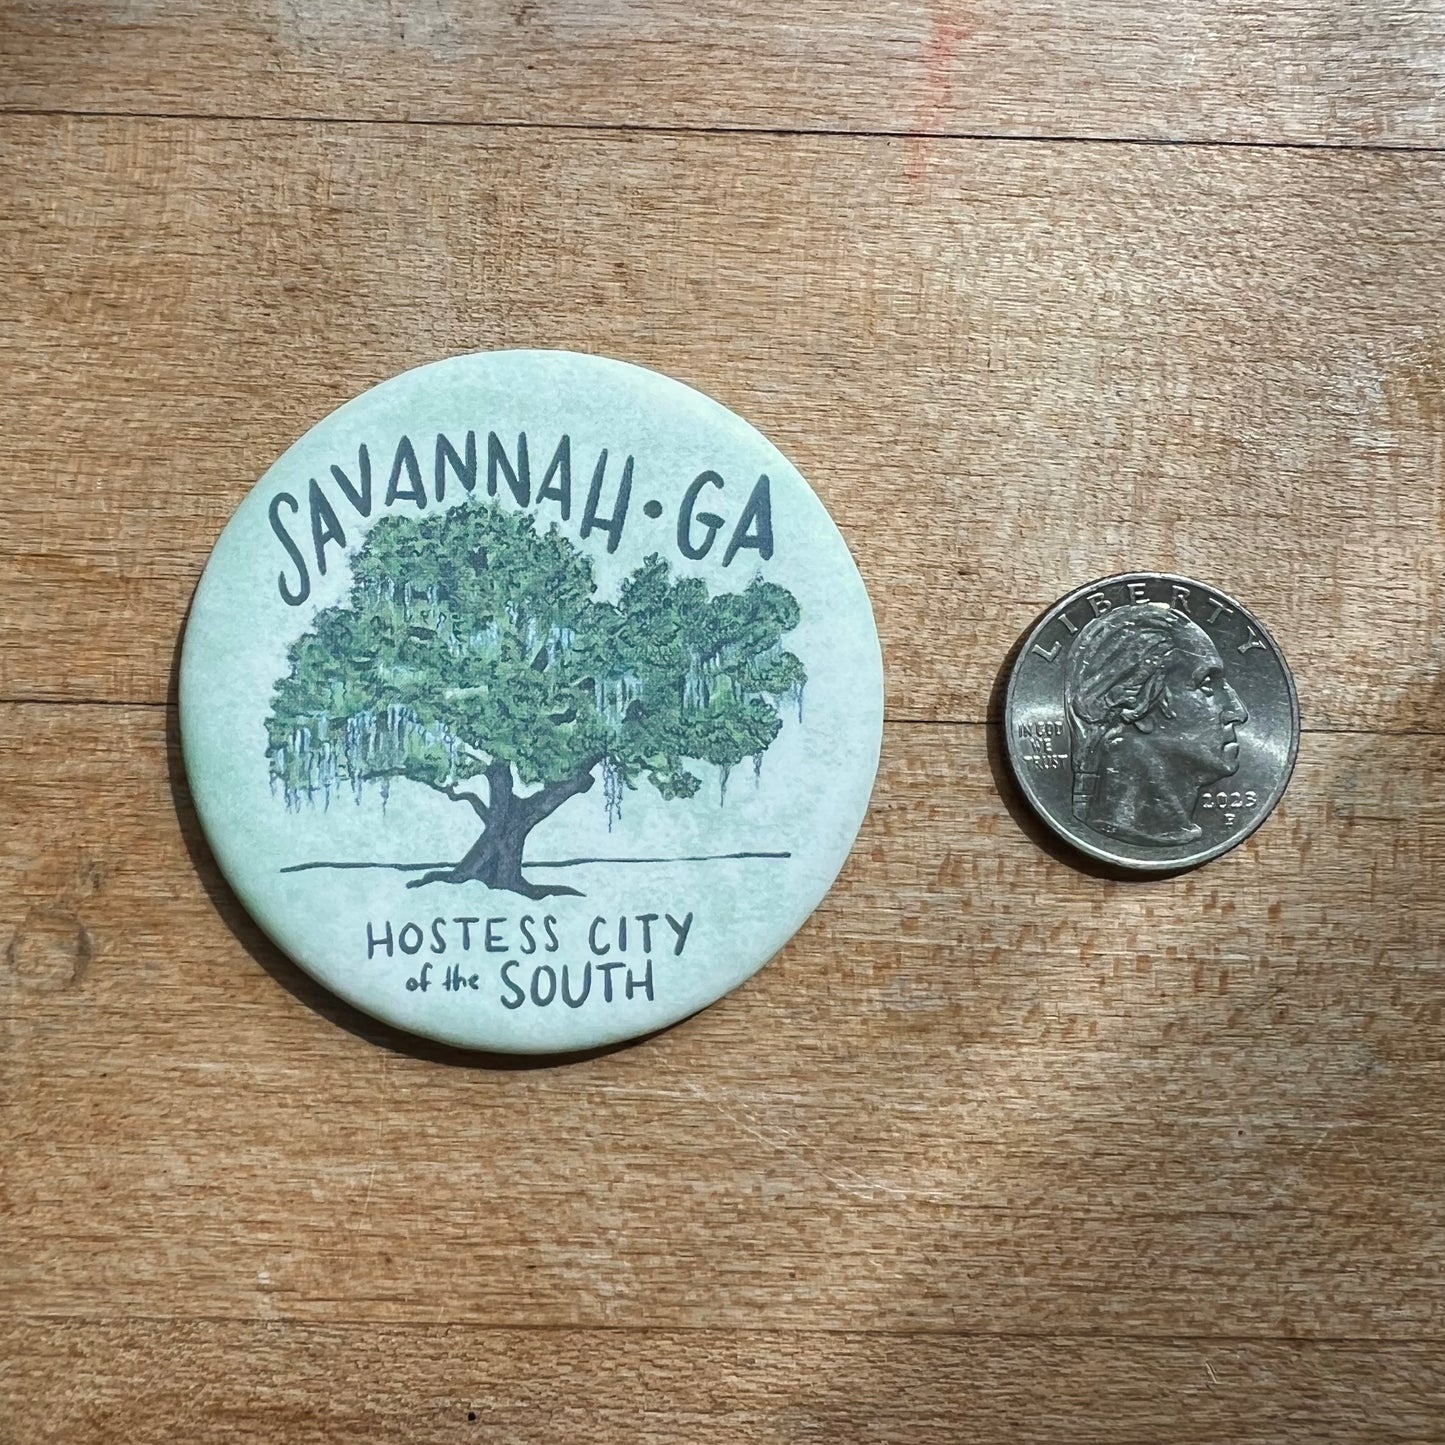 SAVANNAH • GA
HOSTESS CITY
of the SOUTH
LIBERTY
IN GOD
WE
TRUST
2023
P